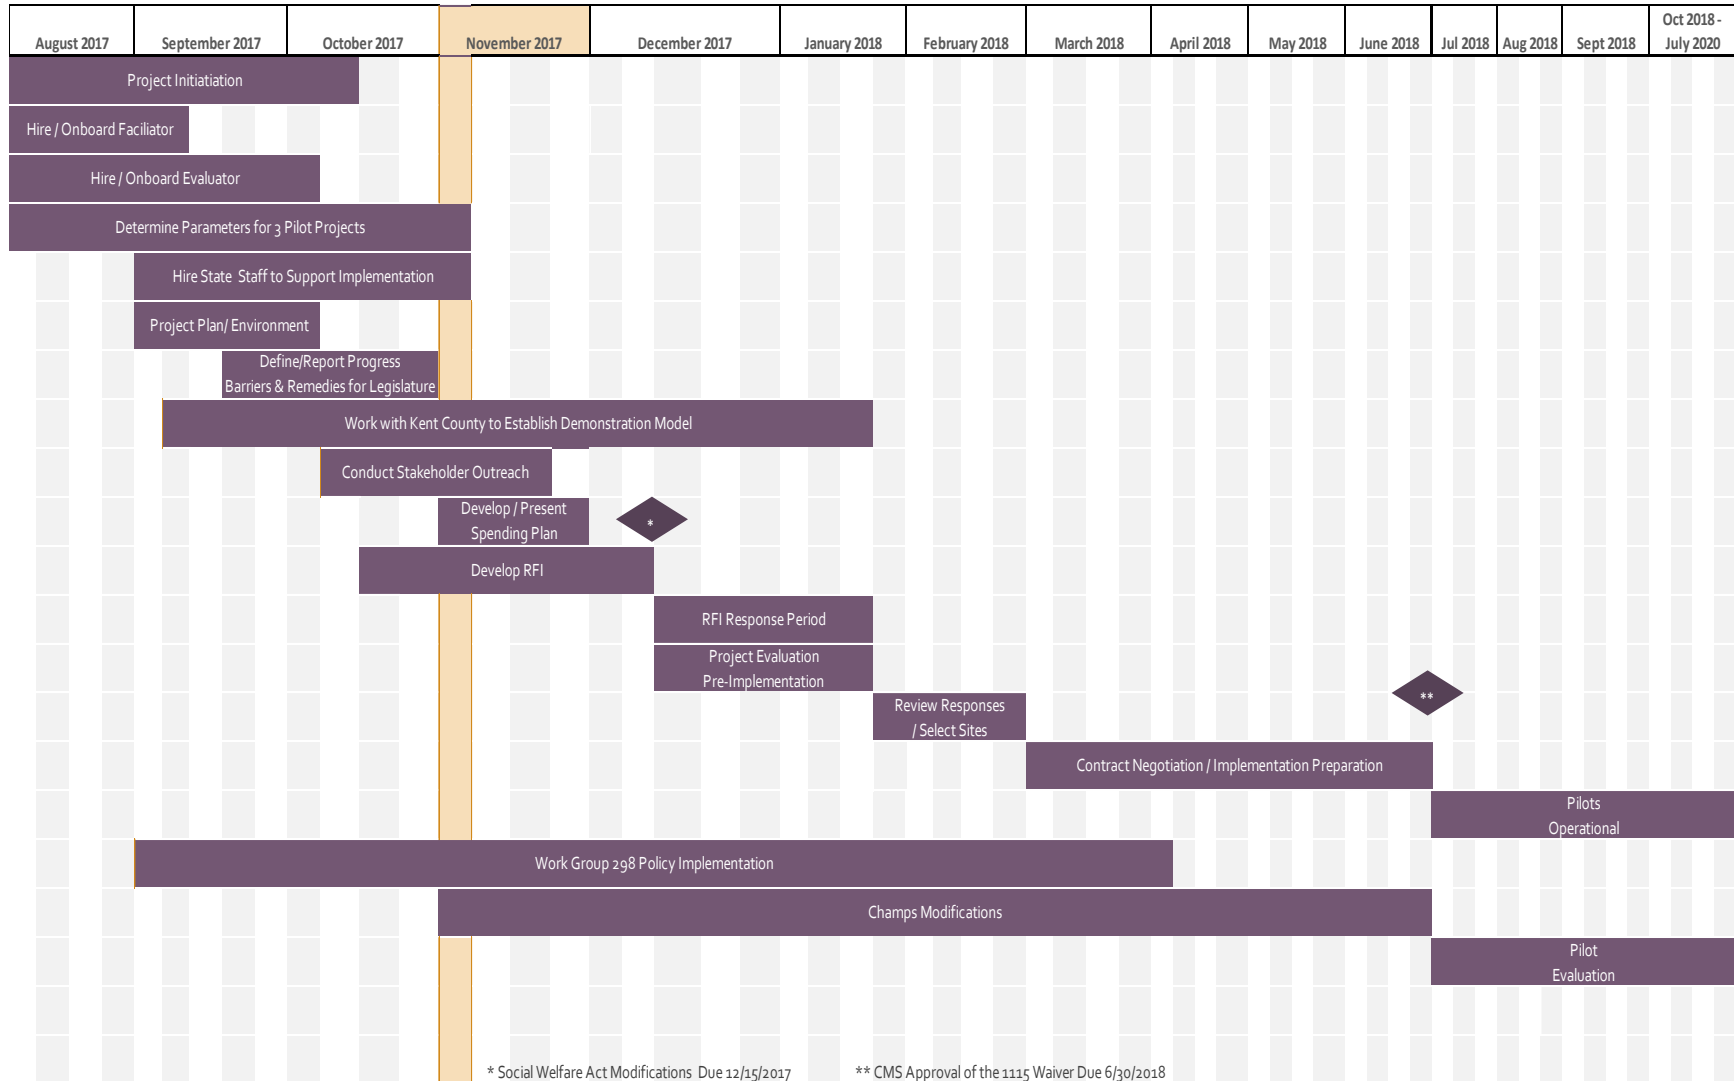 August 2017
September 2017
October 2017
November 2017
December 2017
January 2018
February 2018
March 2018
April 2018
May 2018
June 2018
Jul 2018
Aug 2018
Sept 2018
Oct 2018 -
July 2020
Project Initiatiation
Hire / Onboard Faciliator
Hire / Onboard Evaluator
Determine Parameters for 3 Pilot Projects
Hire State Staff to Support Implementation
Project Plan/ Environment
Define/Report Progress
Barriers & Remedies for Legislature
Work with Kent County to Establish Demonstration Model
Conduct Stakeholder Outreach
Develop / Present
Spending Plan
*
Develop RFI
RFI Response Period
Project Evaluation
Pre-Implementation
**
Review Responses
/ Select Sites
Contract Negotiation / Implementation Preparation
Pilots
Operational
Work Group 298 Policy Implementation
Champs Modifications
Pilot
Evaluation
* Social Welfare Act Modifications Due 12/15/2017
** CMS Approval of the 1115 Waiver Due 6/30/2018